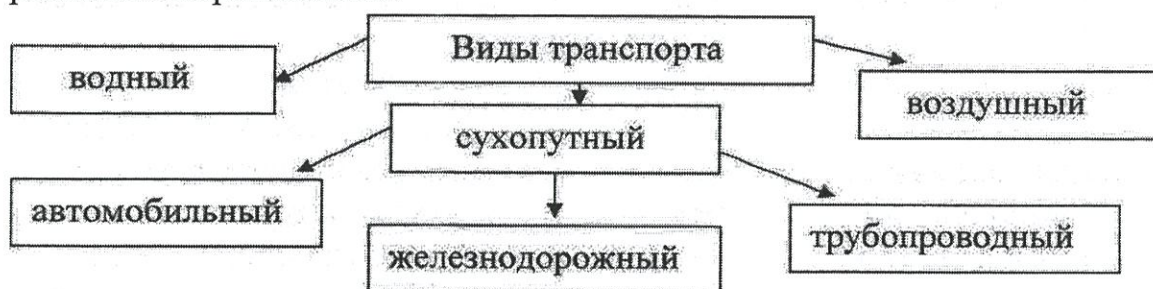 Виды транспорта
водный
воздушный
сухопутный
автомобильный
трубопроводный
железнодорожный